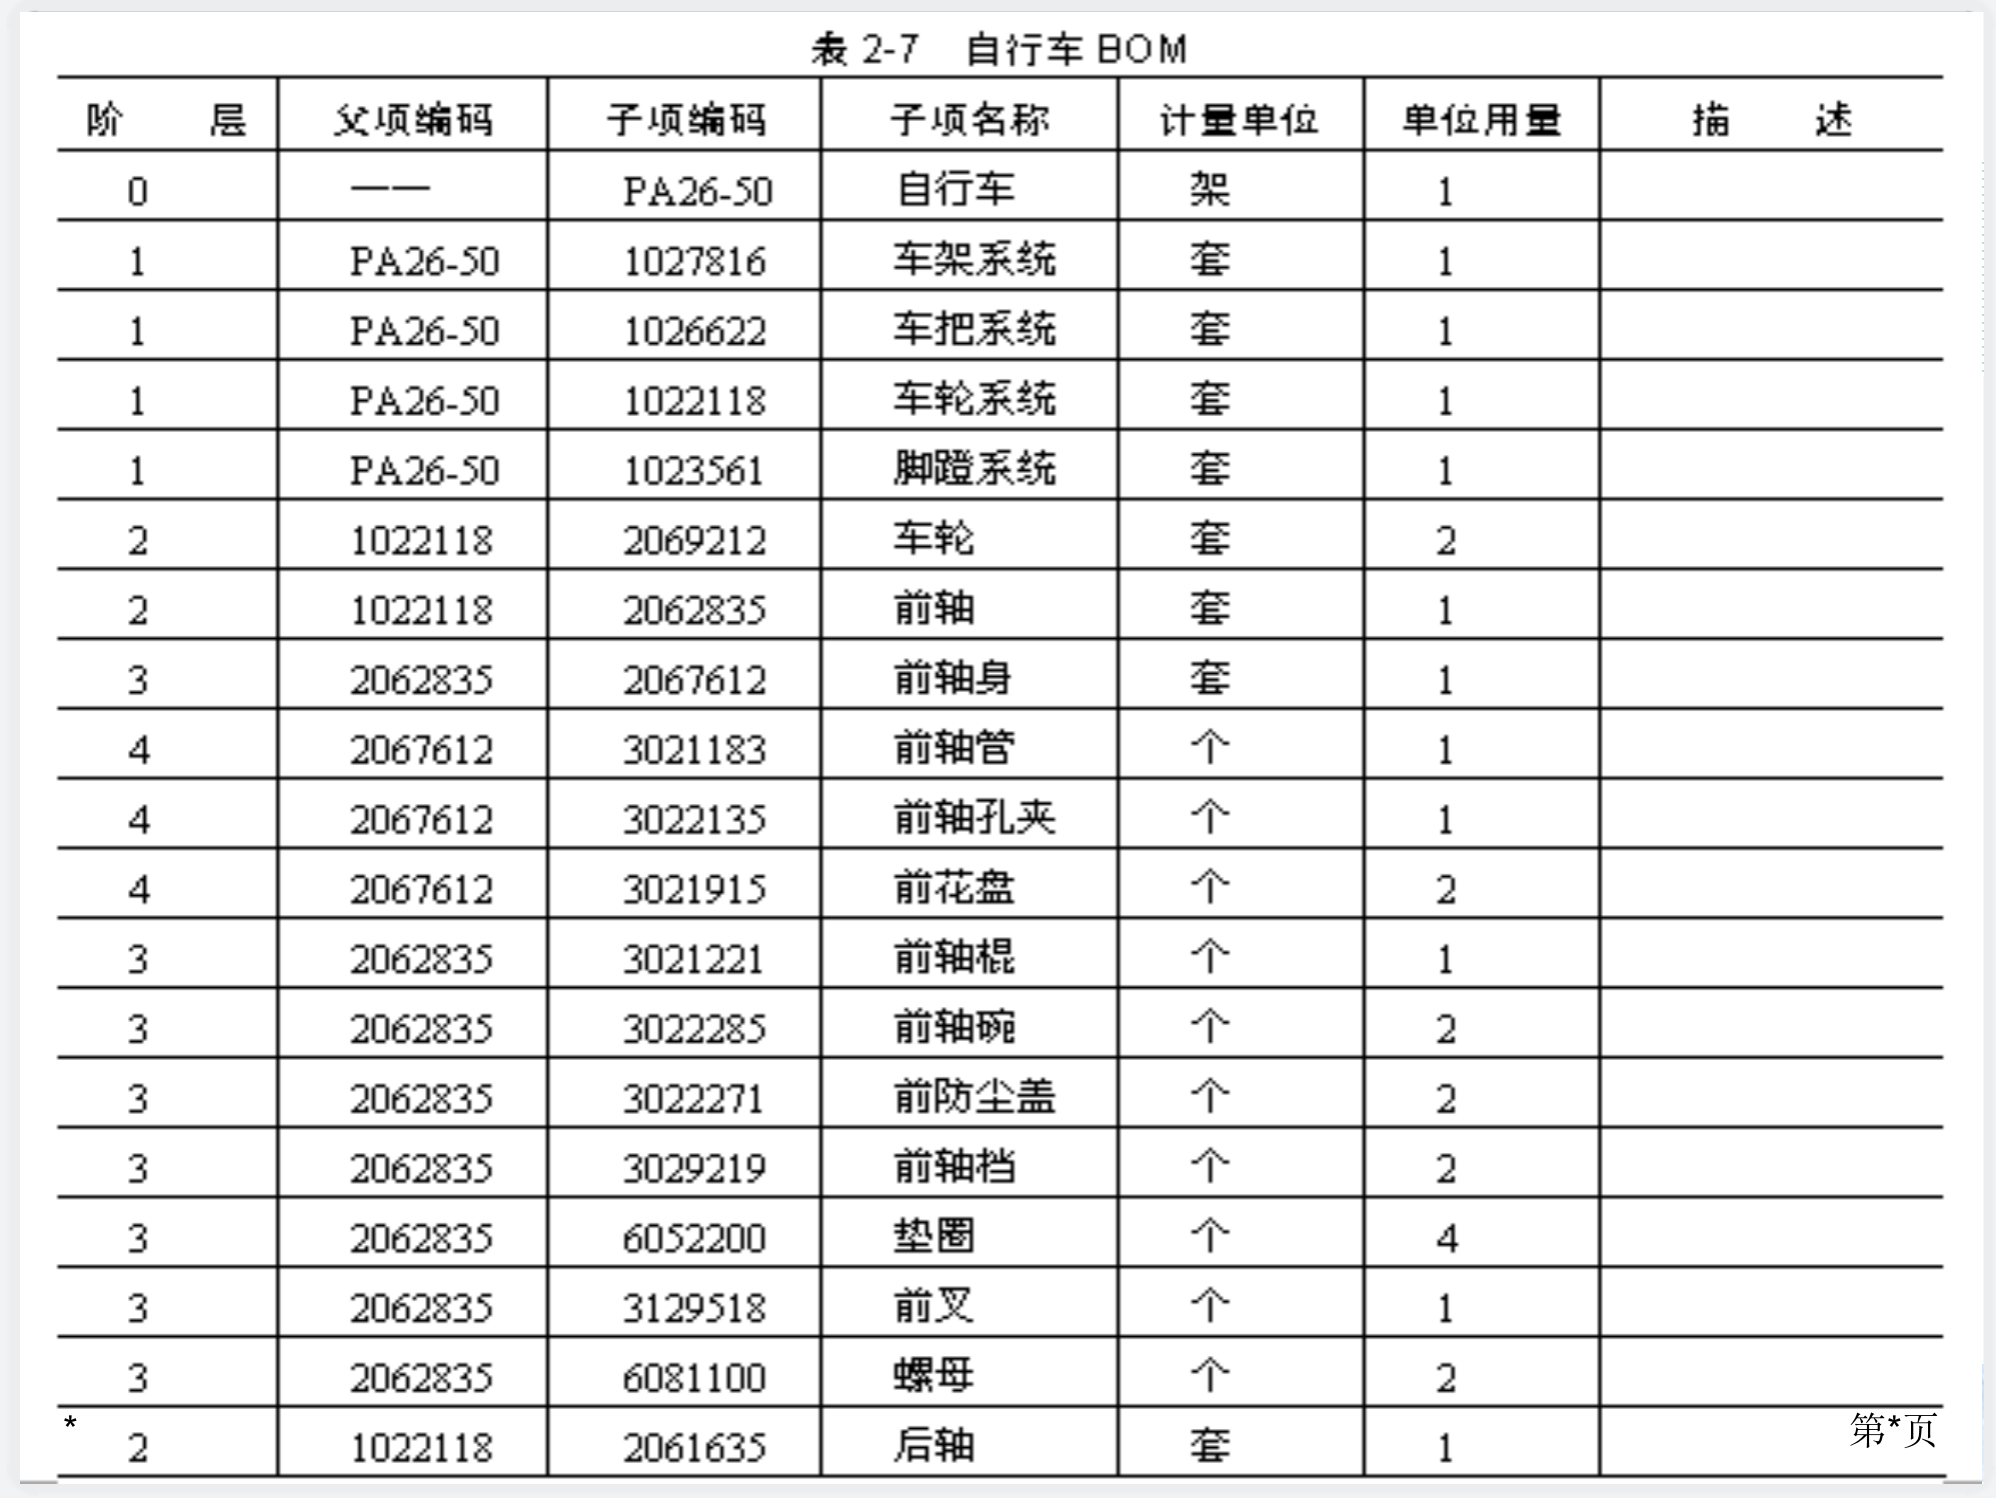 表 2-7 自行车 BOM
阶 层 父项编码 子项编码 子项名称 计量单位 单位用量 描 述
0 —— PA26-50 自行车 架 1
1 PA26-50 1027816 车架系统 套 1
1 PA26-50 1026622 车把系统 套 1
1 PA26-50 1022118 车轮系统 套 1
1 PA26-50 1023561 脚蹬系统 套 1
2 1022118 2069212 车轮 套 2
2 1022118 2062835 前轴 套 1
3 2062835 2067612 前轴身 套 1
4 2067612 3021183 前轴管 个 1
4 2067612 3022135 前轴孔夹 个 1
4 2067612 3021915 前花盘 个 2
3 2062835 3021221 前轴棍 个 1
3 2062835 3022285 前轴碗 个 2
3 2062835 3022271 前防尘盖 个 2
3 2062835 3029219 前轴档 个 2
3 2062835 6052200 垫圈 个 4
3 2062835 3129518 前叉 个 1
3 2062835 6081100 螺母 个 2
* 第*页
2 1022118 2061635 后轴 套 1